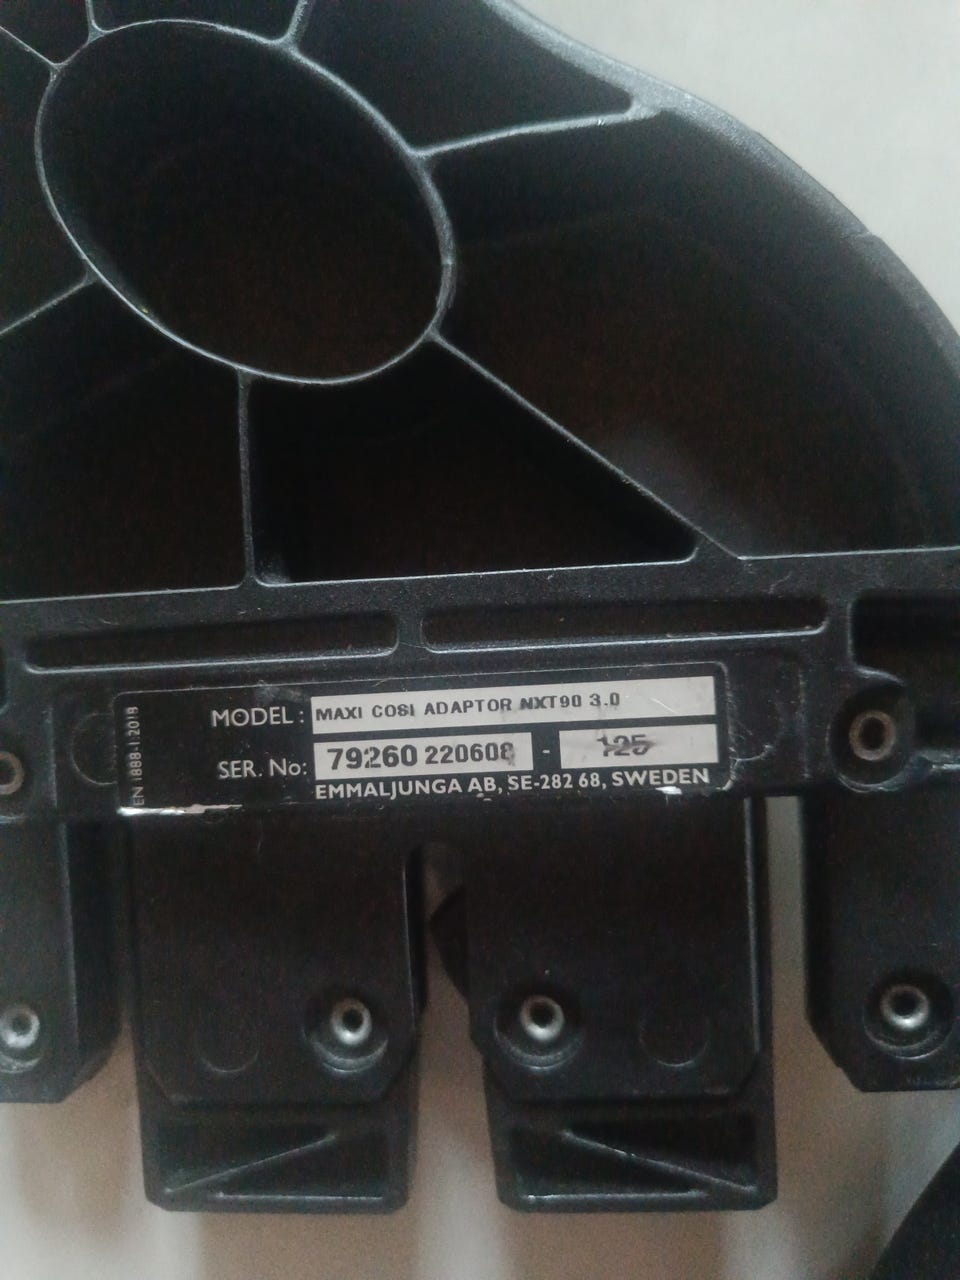 MODEL: MAXI COSI ADAPTOR NXT90 3.0
SER. No: 79260 220608 - 125
EMMALJUNGA AB, SE-282 68, SWEDEN
EN 1888-1:2018